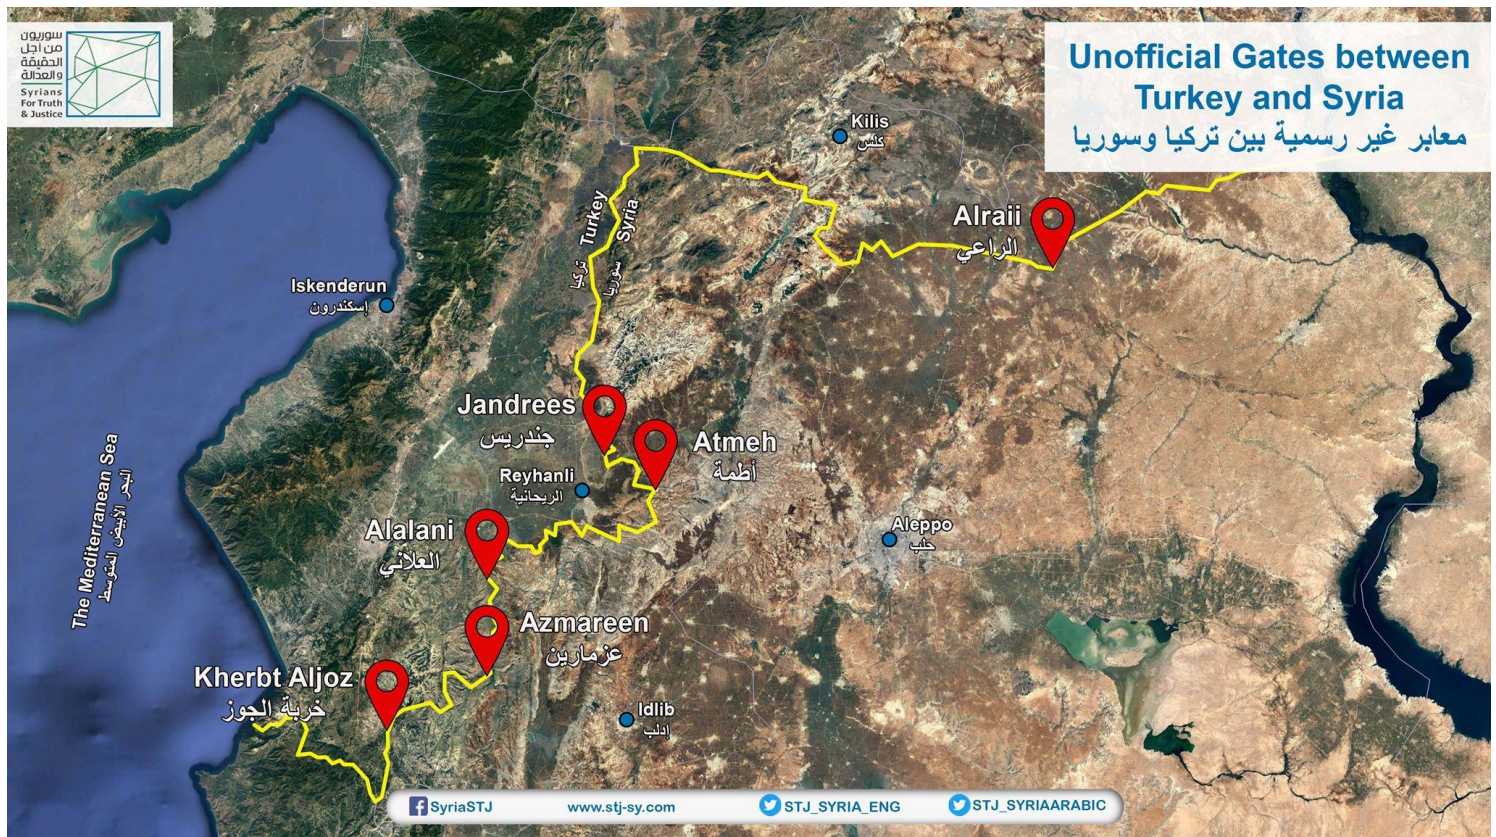 سوريون
من أجل
الحقيقة
والعدالة
Syrians
For Truth
& Justice
Unofficial Gates between
Turkey and Syria
معابر غير رسمية بين تركيا وسوريا
Kilis
كلس
Alraii
الراعي
Turkey
تركيا
Syria
سوريا
Iskenderun
إسكندرون
Jandrees
جندريس
Atmeh
أطمة
Reyhanli
الريحانية
Alalani
العلاني
Aleppo
حلب
The Mediterranean Sea
البحر الأبيض المتوسط
Azmareen
عزمارين
Kherbt Aljoz
خربة الجوز
Idlib
إدلب
SyriaSTJ
www.stj-sy.com
STJ_SYRIA_ENG
STJ_SYRIAARABIC